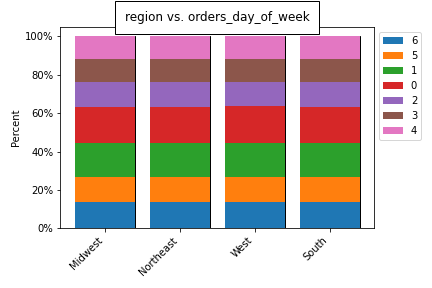 region vs. orders_day_of_week
100%
80%
60%
40%
20%
0%
Percent
Midwest
Northeast
West
South
6
5
1
0
2
3
4